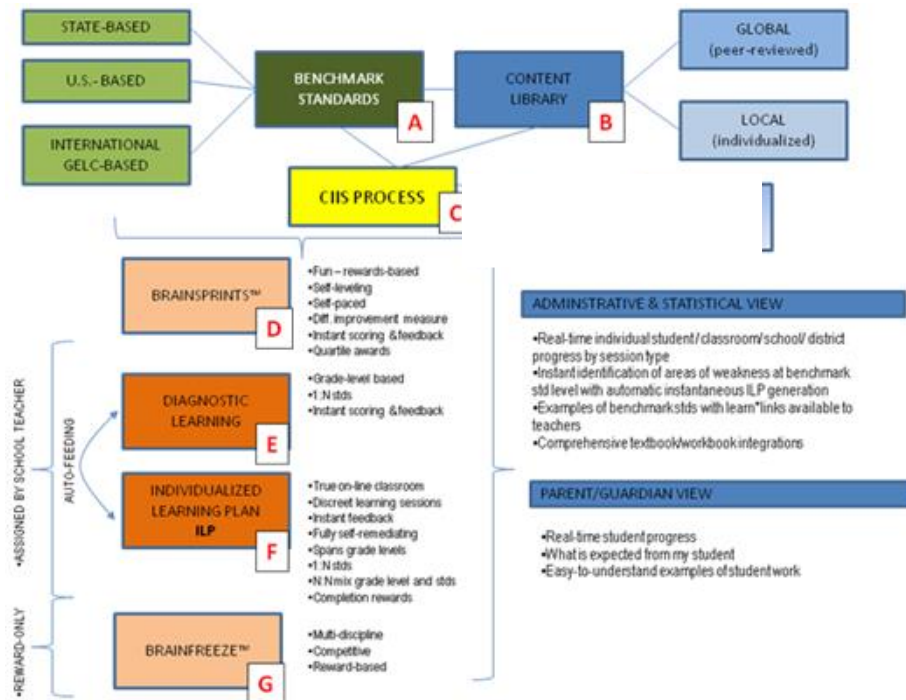 STATE-BASED
U.S.- BASED
INTERNATIONAL
GELC-BASED
BENCHMARK
STANDARDS
A
CONTENT
LIBRARY
B
GLOBAL
(peer-reviewed)
LOCAL
(individualized)
CIIS PROCESS
C
BRAINSPRINTS™
D
•Fun – rewards-based
•Self-leveling
•Self-paced
•Diff. improvement measure
•Instant scoring & feedback
•Quartile awards
•ASSIGNED BY SCHOOL TEACHER
AUTO-FEEDING
DIAGNOSTIC
LEARNING
E
•Grade-level based
•1:N stds
•Instant scoring & feedback
INDIVIDUALIZED
LEARNING PLAN
ILP
F
•True on-line classroom
•Discreet learning sessions
•Instant feedback
•Fully self-remediating
•Spans grade levels
•1:N stds
•N:N mix grade level and stds
•Completion rewards
•REWARD-ONLY
BRAINFREEZE™
G
•Multi-discipline
•Competitive
•Reward-based
ADMINSTRATIVE & STATISTICAL VIEW
•Real-time individual student/ classroom/ school/ district
progress by session type
•Instant identification of areas of weakness at benchmark
std level with automatic instantaneous ILP generation
•Examples of benchmark stds with learn" links available to
teachers
•Comprehensive textbook/workbook integrations
PARENT/GUARDIAN VIEW
•Real-time student progress
•What is expected from my student
•Easy-to-understand examples of student work